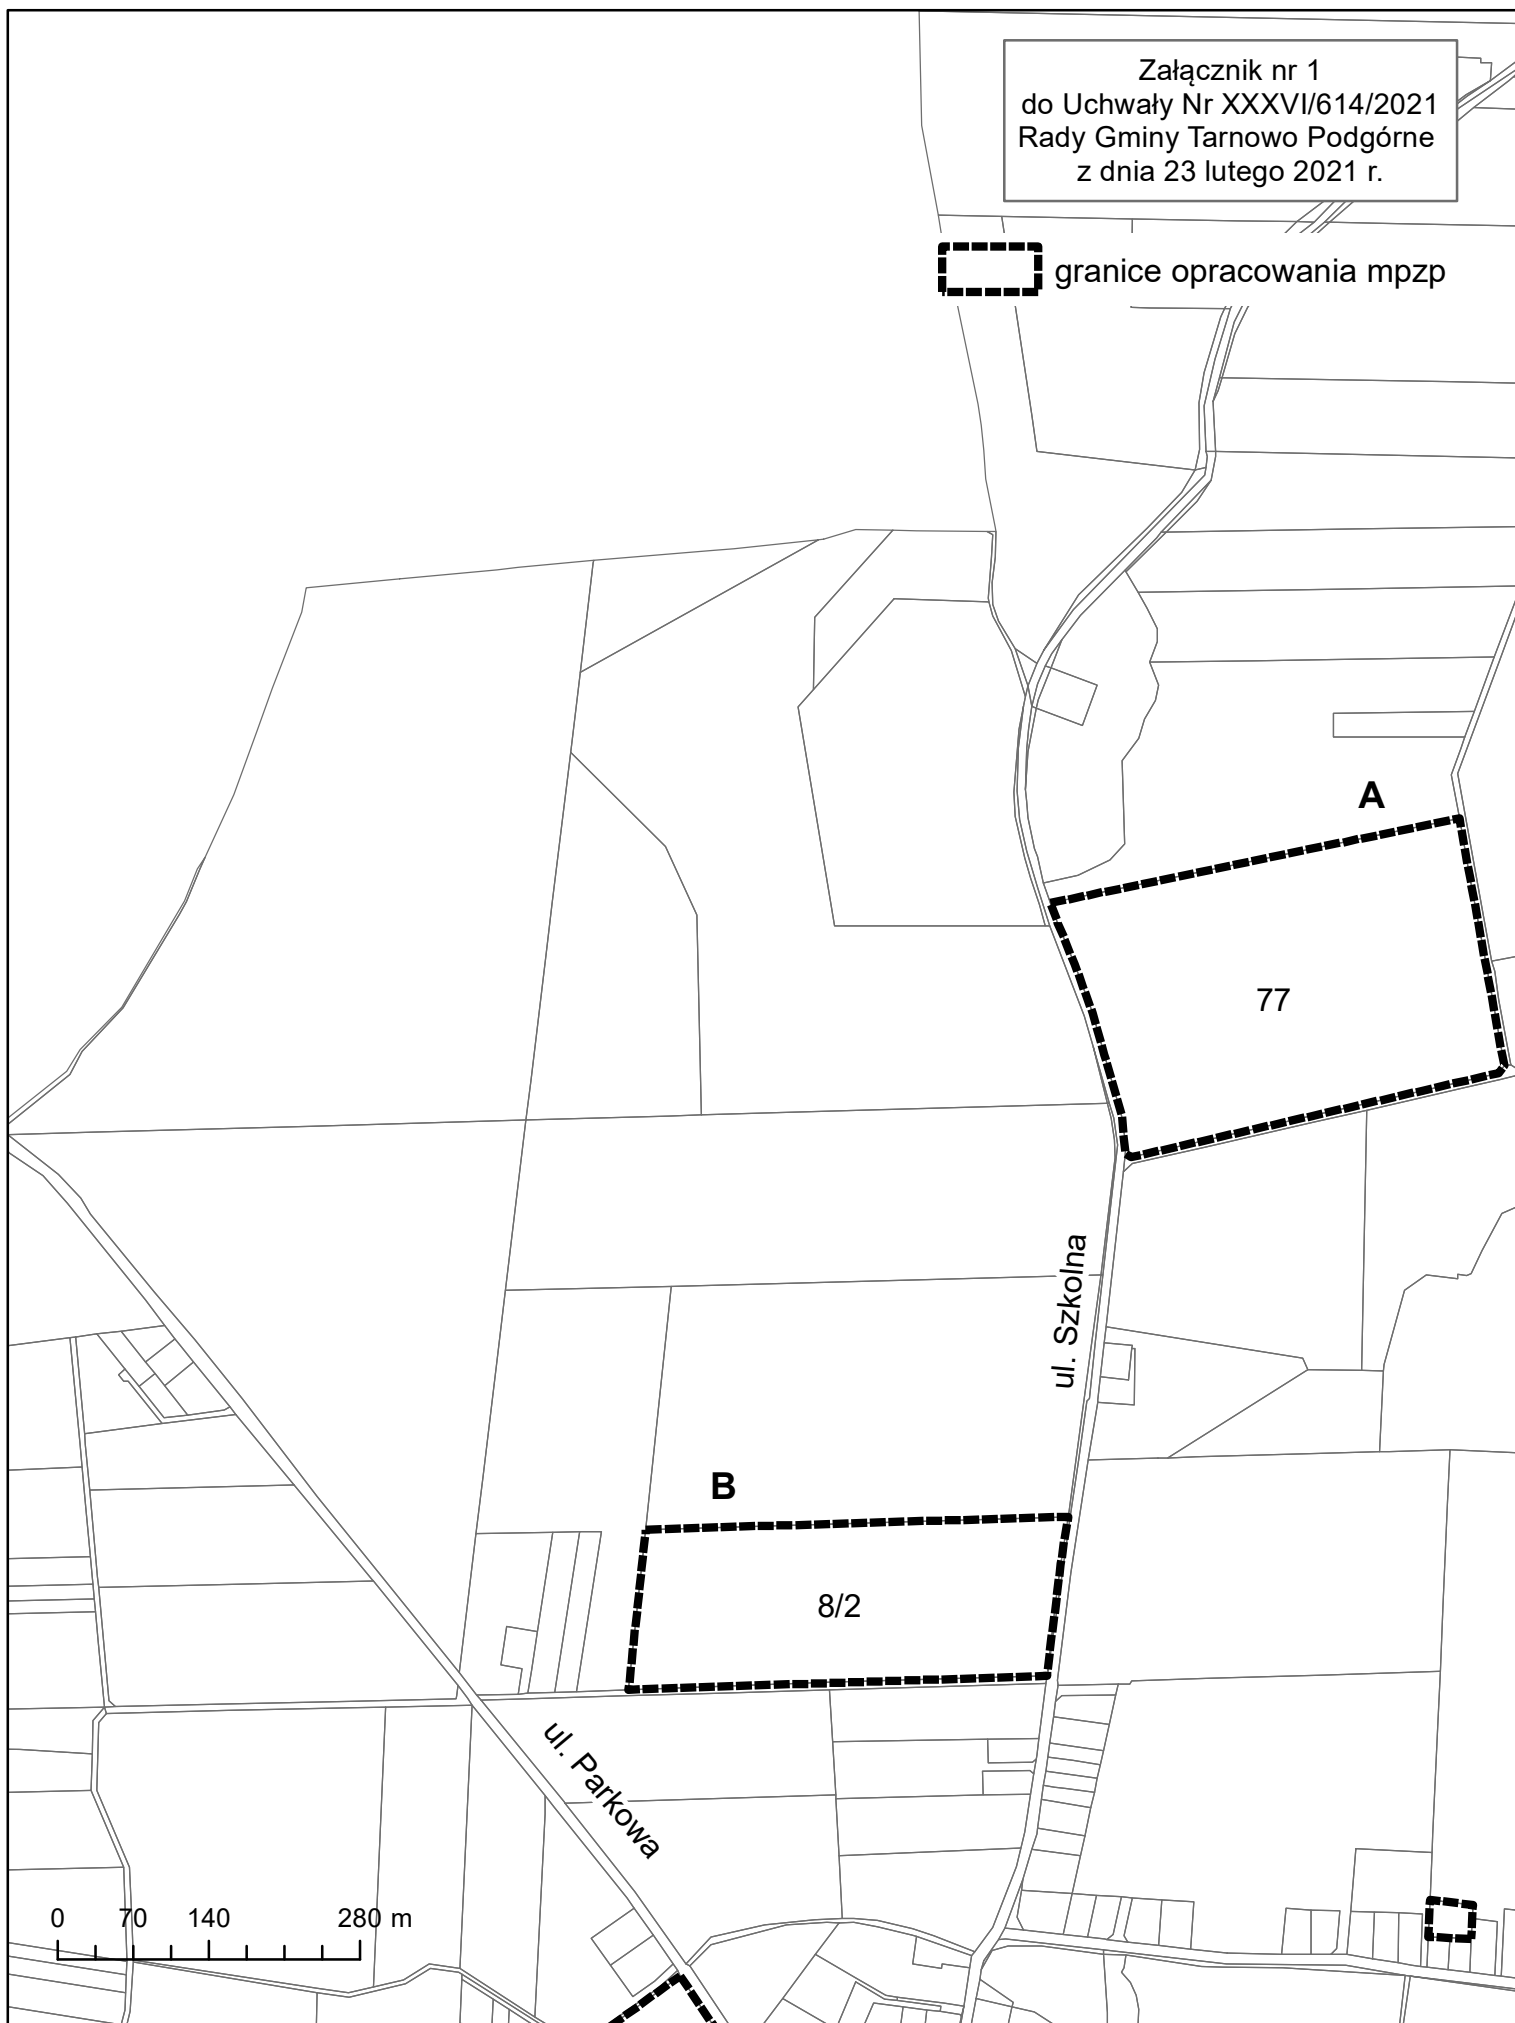 Załącznik nr 1
do Uchwały Nr XXXVI/614/2021
Rady Gminy Tarnowo Podgórne
z dnia 23 lutego 2021 r.
granice opracowania mpzp
A
77
ul. Szkolna
B
8/2
ul. Parkowa
0 70 140 280 m